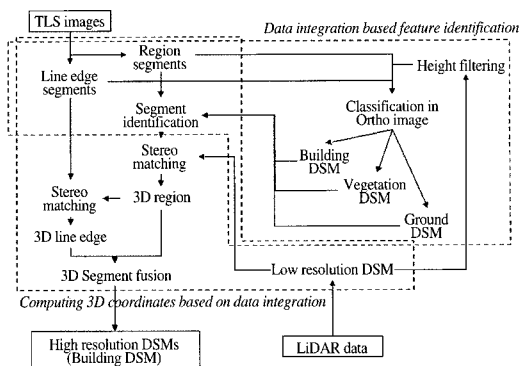 TLS images
Data integration based feature identification
Region
segments
Line edge
segments
Height filtering
Segment
identification
Classification in
Ortho image
Stereo
matching
Building
DSM
Vegetation
DSM
Stereo
matching
3D region
Ground
DSM
3D line edge
3D Segment fusion
Low resolution DSM
Computing 3D coordinates based on data integration
High resolution DSMs
(Building DSM)
LiDAR data